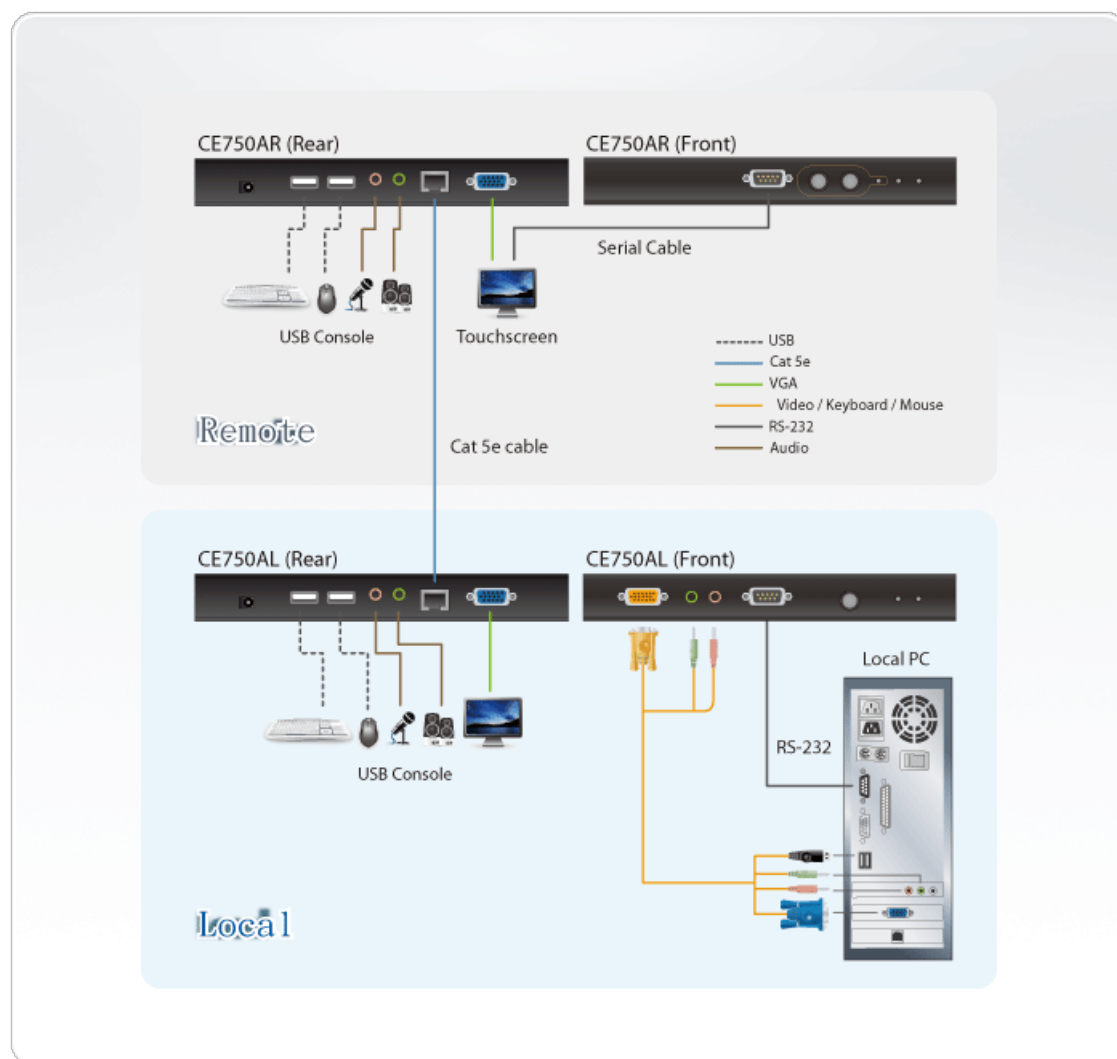 CE750AR (Rear)
CE750AR (Front)
Serial Cable
USB Console
Touchscreen
USB
Cat 5e
VGA
Video / Keyboard / Mouse
RS-232
Audio
Remote
Cat 5e cable
CE750AL (Rear)
CE750AL (Front)
Local PC
RS-232
USB Console
Local